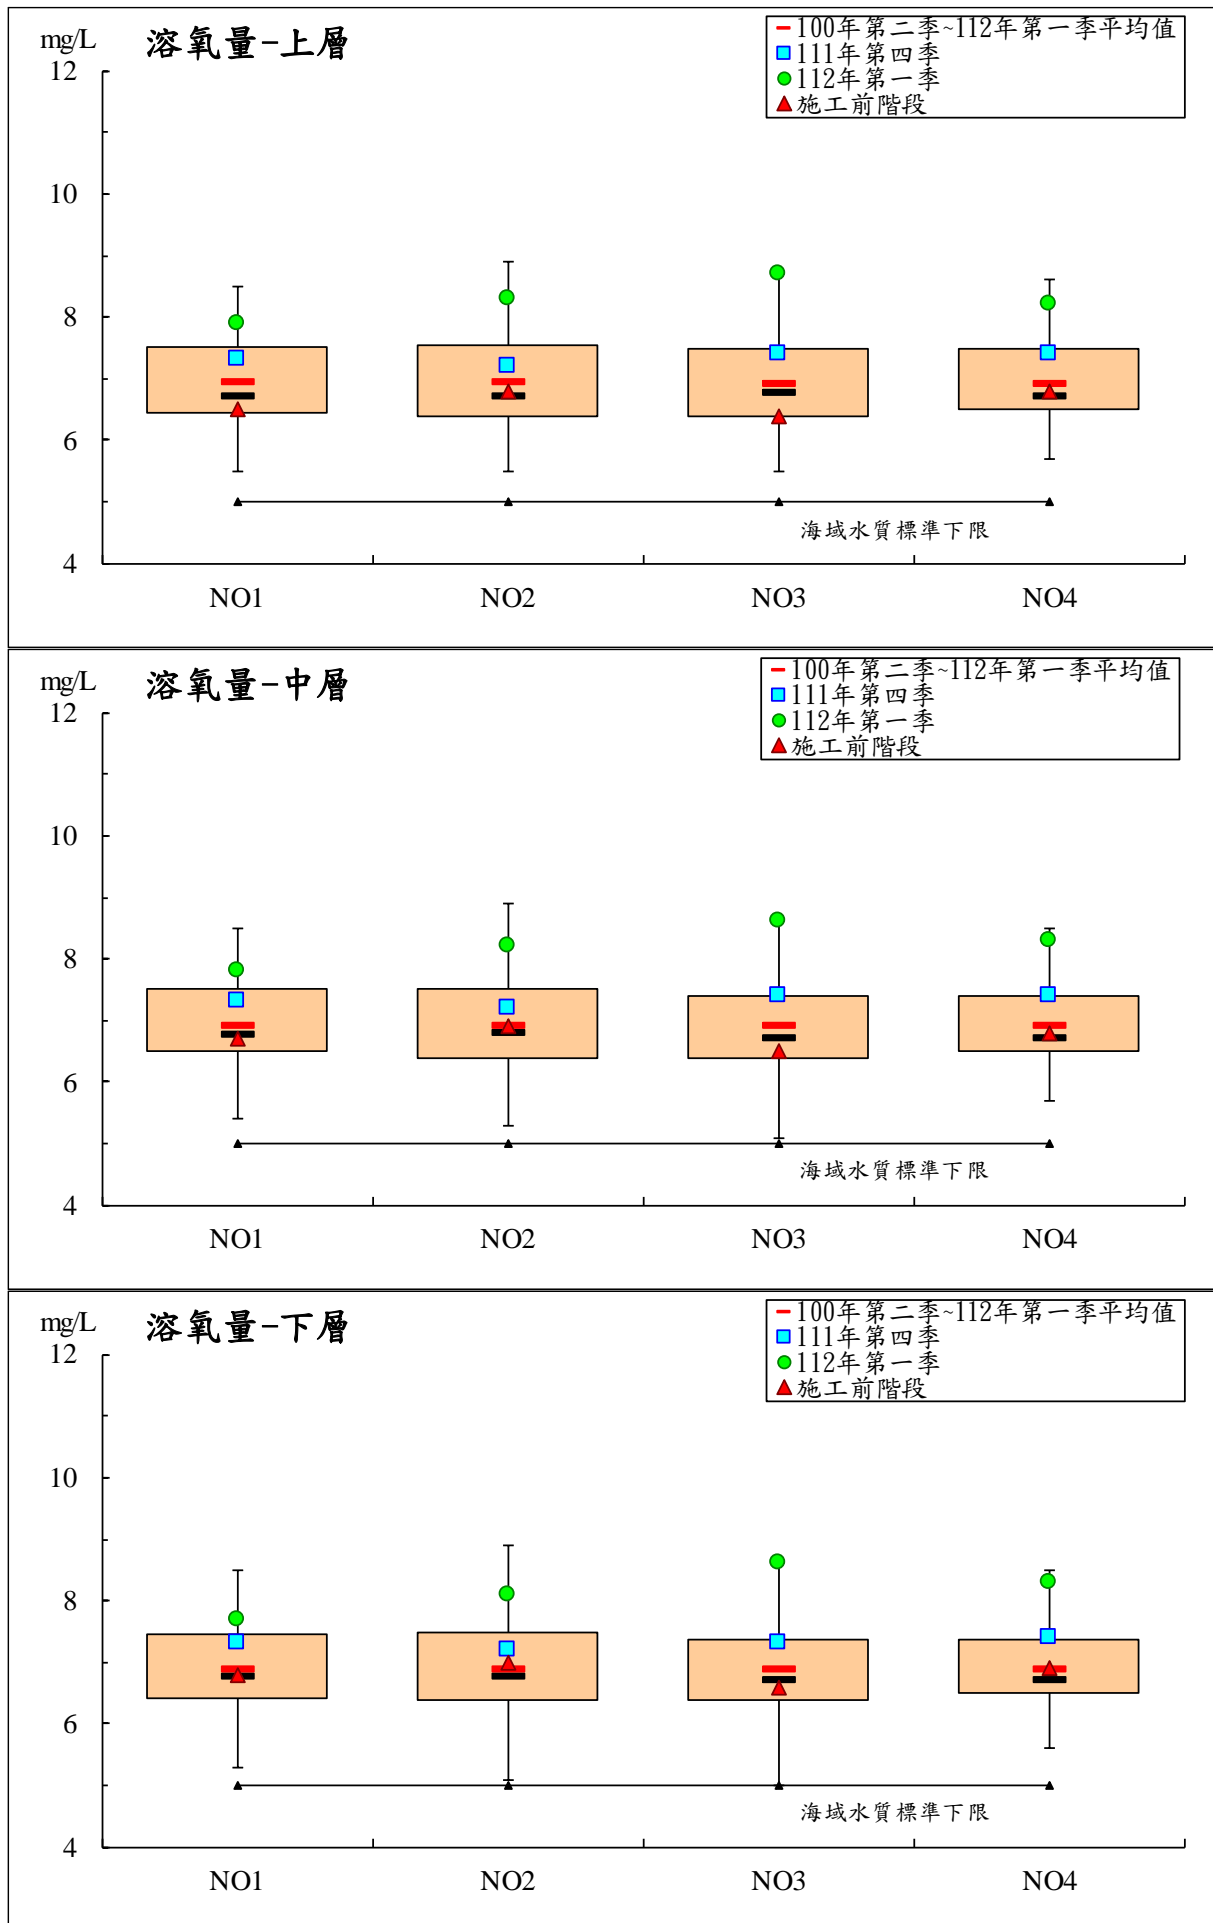 mg/L 溶氧量-上層
100年第二季~112年第一季平均值
111年第四季
112年第一季
施工前階段
12
10
8
6
4
海域水質標準下限
NO1 NO2 NO3 NO4
mg/L 溶氧量-中層
100年第二季~112年第一季平均值
111年第四季
112年第一季
施工前階段
12
10
8
6
4
海域水質標準下限
NO1 NO2 NO3 NO4
mg/L 溶氧量-下層
100年第二季~112年第一季平均值
111年第四季
112年第一季
施工前階段
12
10
8
6
4
海域水質標準下限
NO1 NO2 NO3 NO4